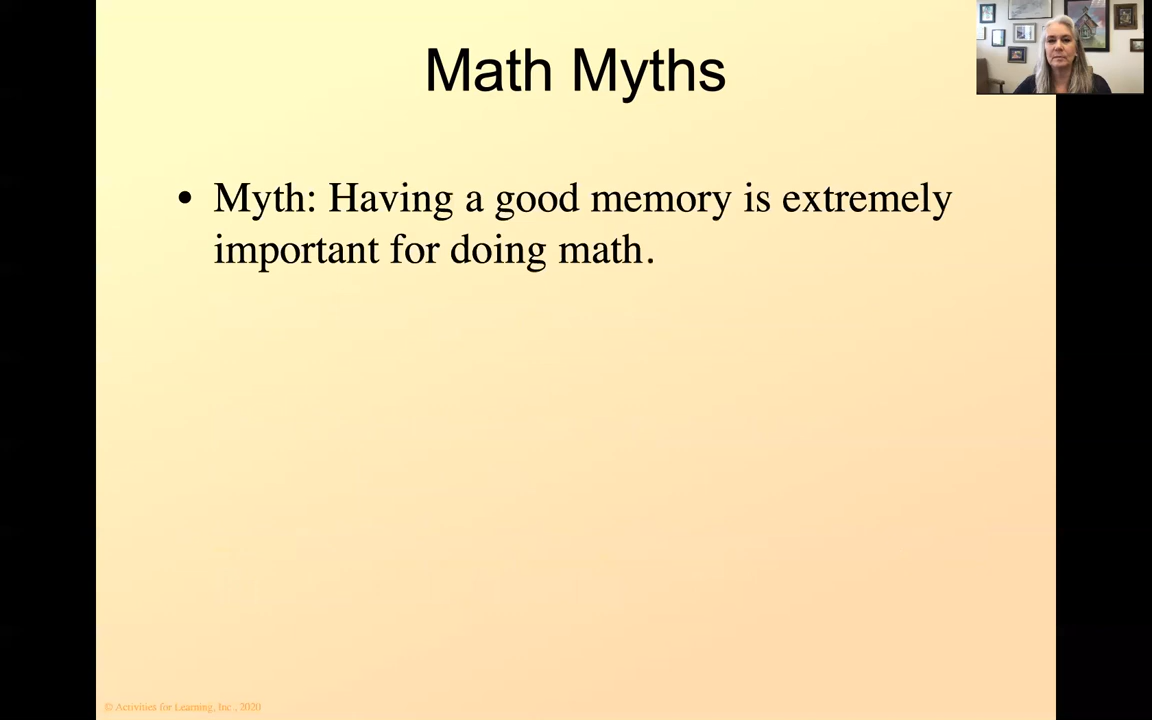 Math Myths
• Myth: Having a good memory is extremely
important for doing math.
© Activities for Learning, Inc., 2020